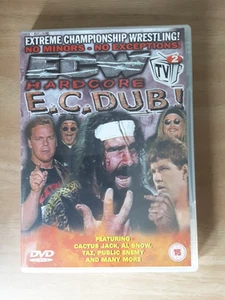 EXTREME CHAMPIONSHIP WRESTLING!
NO MINORS - NO EXCEPTIONS!
ECW
HARDCORE
TV 2
E.C.DUB!
FEATURING
CACTUS JACK, AL SNOW,
TAZ, PUBLIC ENEMY
AND MANY MORE
DVD
15